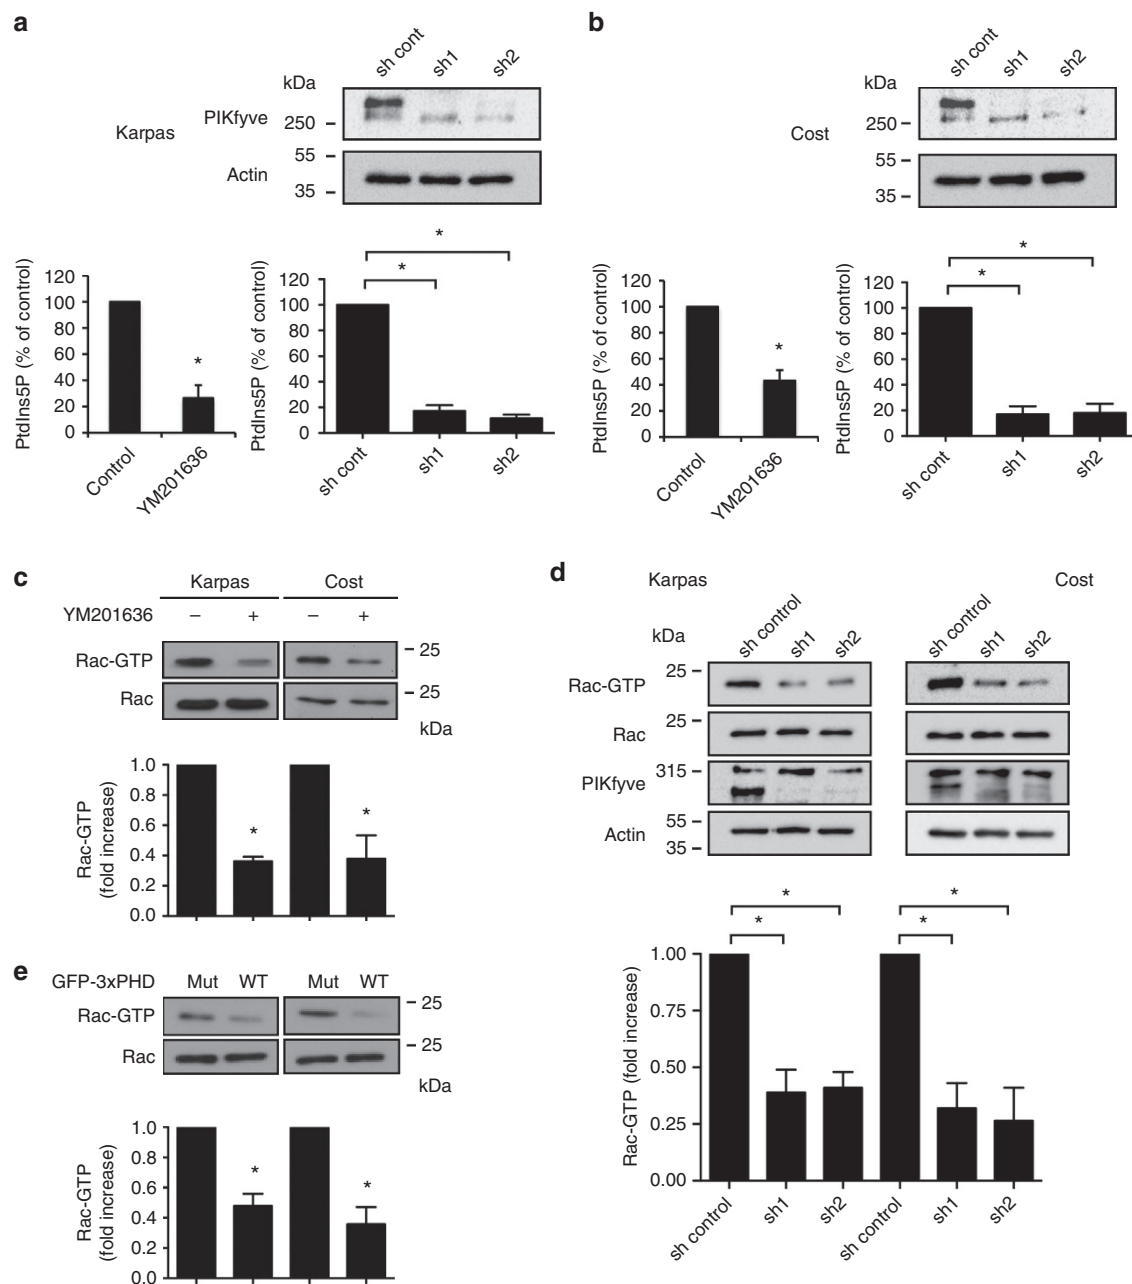 a
sh cont
sh1
sh2
kDa
Karpas
PIKfyve
250
55
Actin
35
*
*
PtdIns5P (% of control)
120
100
80
60
40
20
0
*
Control
YM201636
PtdIns5P (% of control)
120
100
80
60
40
20
0
sh cont
sh1
sh2
b
sh cont
sh1
sh2
kDa
Cost
250
55
35
*
*
PtdIns5P (% of control)
120
100
80
60
40
20
0
*
Control
YM201636
PtdIns5P (% of control)
120
100
80
60
40
20
0
sh cont
sh1
sh2
c
Karpas Cost
YM201636 – + – +
Rac-GTP 25
Rac 25
kDa
Rac-GTP
(fold increase)
1.0
0.8
0.6
0.4
0.2
0.0
*
*
d
Karpas Cost
kDa
sh control
sh1
sh2
sh control
sh1
sh2
Rac-GTP 25
Rac 25
PIKfyve 315
Actin 55
35
*
*
*
*
Rac-GTP (fold increase)
1.00
0.75
0.50
0.25
0.00
sh control
sh1
sh2
sh control
sh1
sh2
e
GFP-3xPHD Mut WT Mut WT
Rac-GTP 25
Rac 25
kDa
Rac-GTP
(fold increase)
1.0
0.8
0.6
0.4
0.2
0.0
*
*